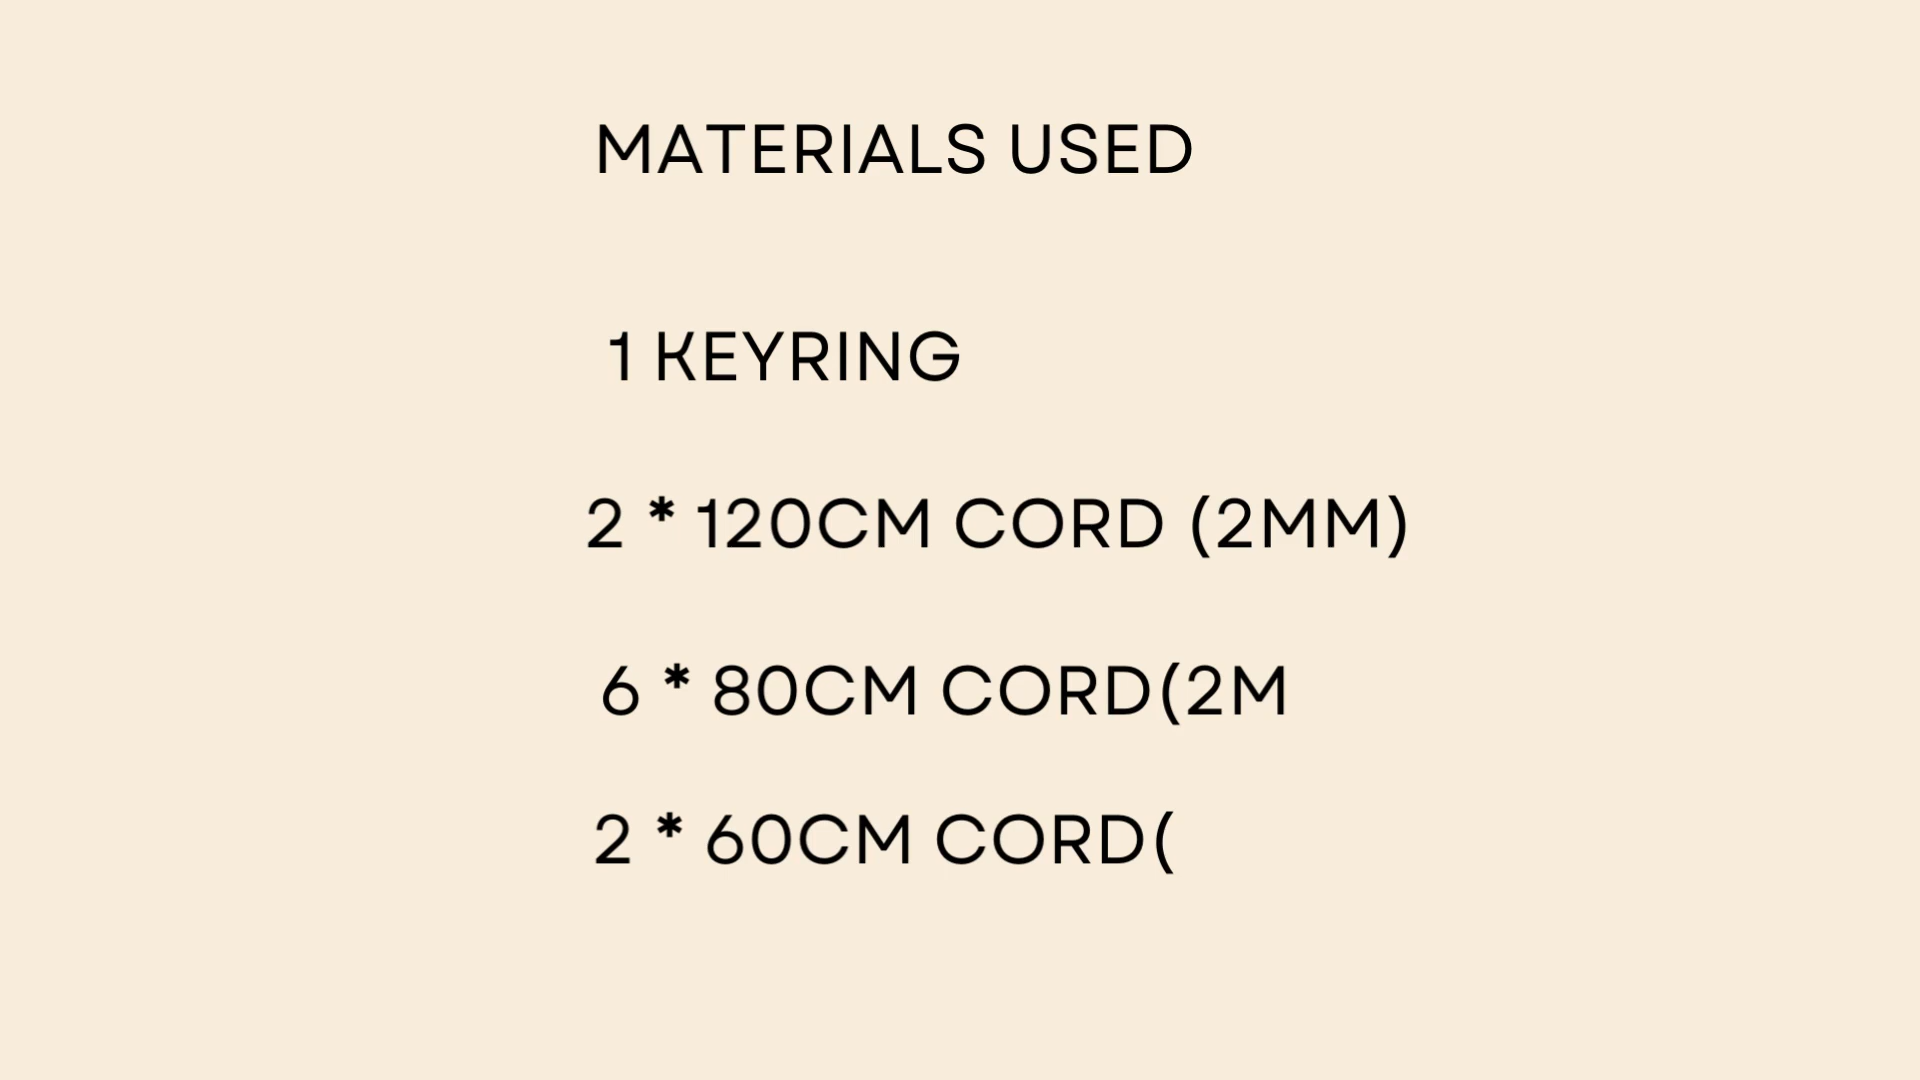 MATERIALS USED
1 KEYRING
2 * 120CM CORD (2MM)
6 * 80CM CORD(2M
2 * 60CM CORD(